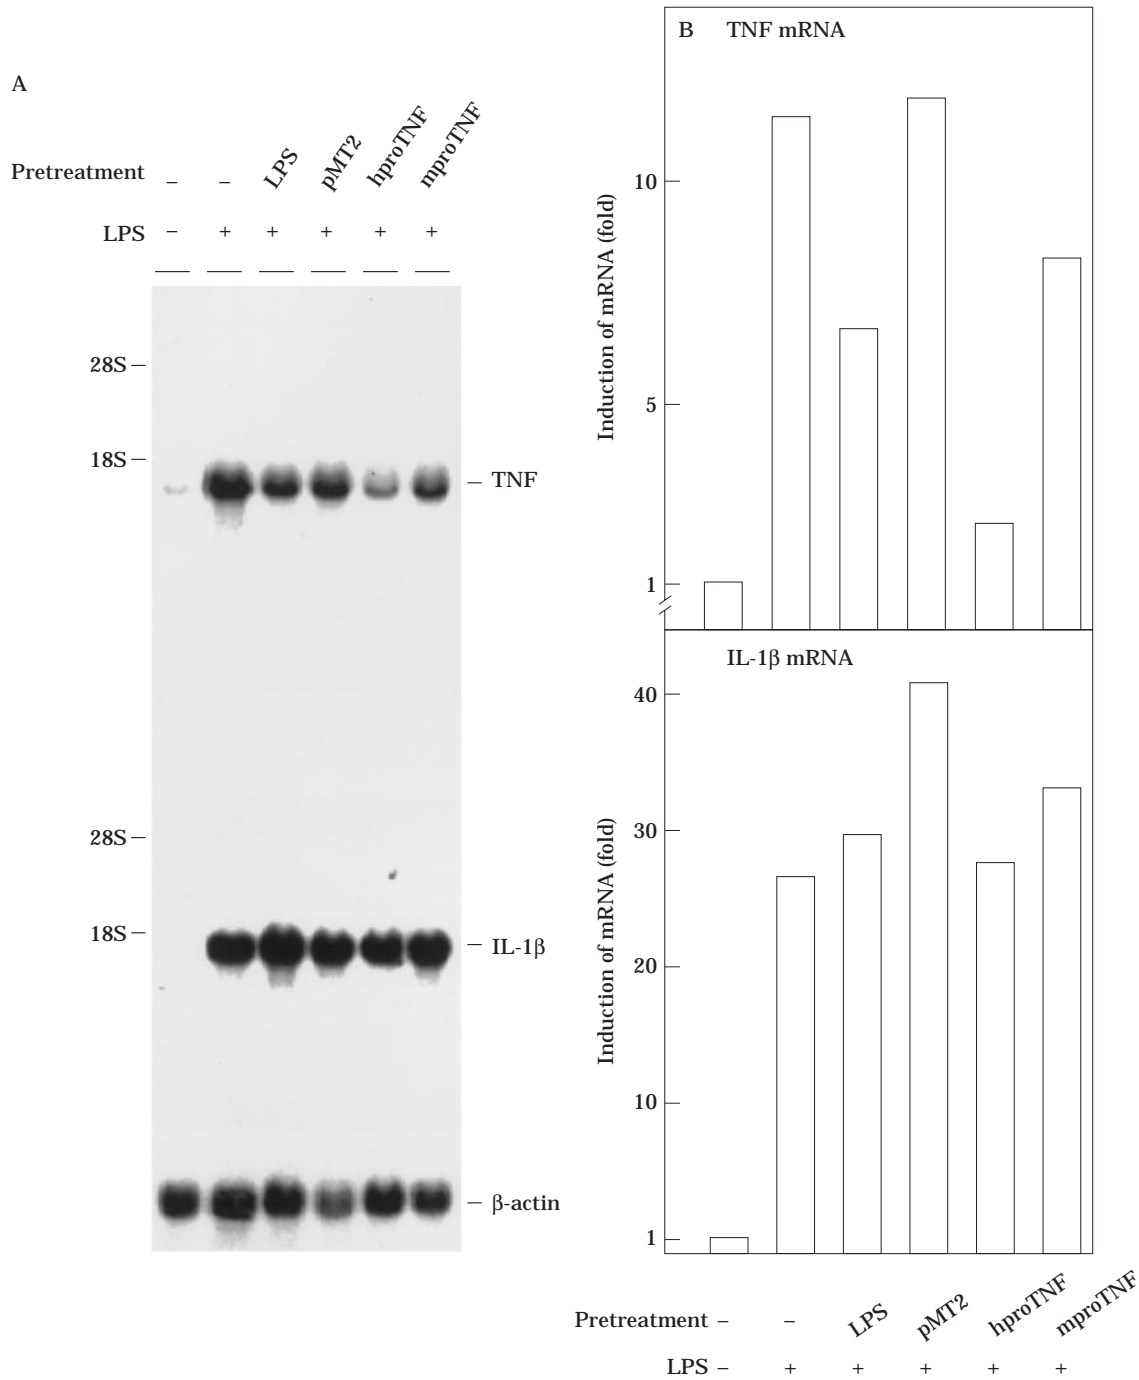 A
Pretreatment – – LPS pMT2 hproTNF mproTNF
LPS – + + + + +
28S –
18S –
– TNF
28S –
18S –
– IL-1β
– β-actin
B TNF mRNA
Induction of mRNA (fold)
10
5
1
IL-1β mRNA
Induction of mRNA (fold)
40
30
20
10
1
Pretreatment – – LPS pMT2 hproTNF mproTNF
LPS – + + + + +